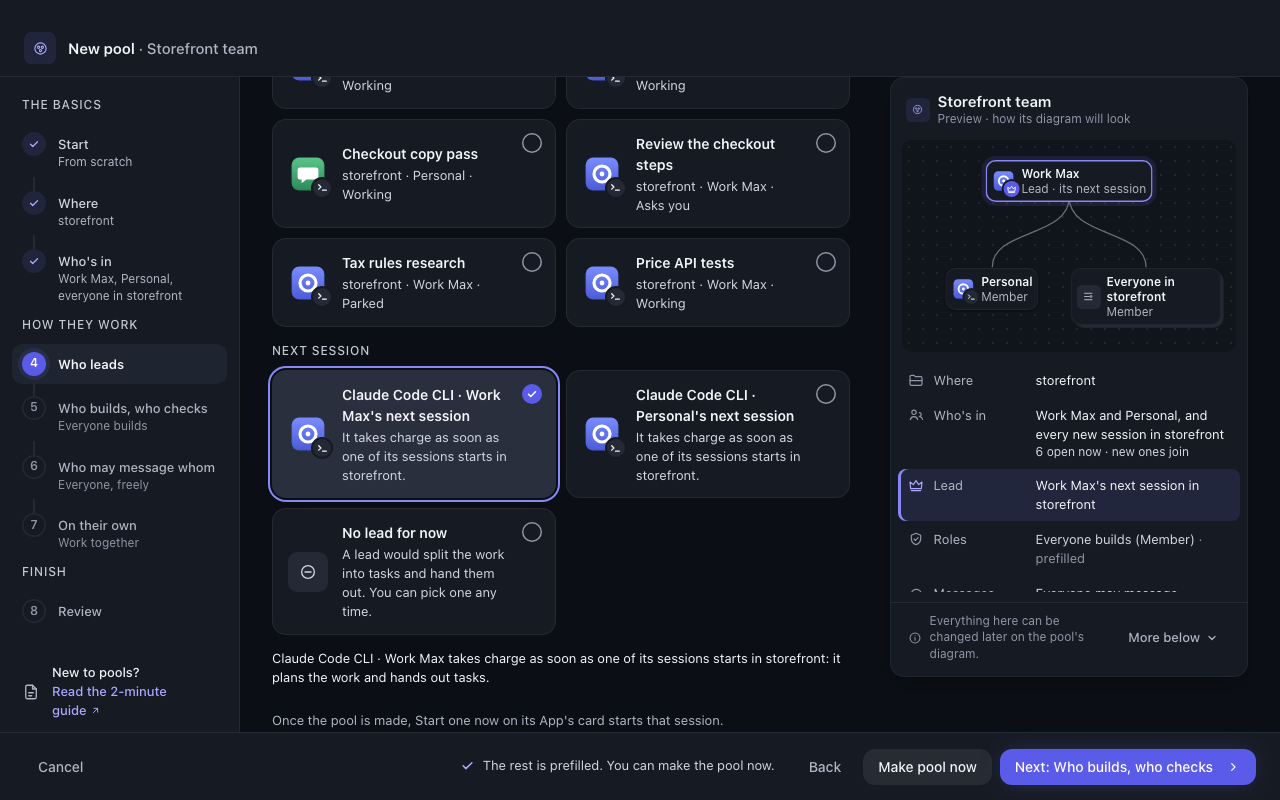 New pool · Storefront team
THE BASICS
Start
From scratch
Where
storefront
Who's in
Work Max, Personal,
everyone in storefront
HOW THEY WORK
4
Who leads
5
Who builds, who checks
Everyone builds
6
Who may message whom
Everyone, freely
7
On their own
Work together
FINISH
8
Review
New to pools?
Read the 2-minute
guide ↗
Working
Working
Checkout copy pass
storefront · Personal ·
Working
Review the checkout
steps
storefront · Work Max ·
Asks you
Tax rules research
storefront · Work Max ·
Parked
Price API tests
storefront · Work Max ·
Working
NEXT SESSION
Claude Code CLI · Work
Max's next session
It takes charge as soon as
one of its sessions starts in
storefront.
Claude Code CLI ·
Personal's next session
It takes charge as soon as
one of its sessions starts in
storefront.
No lead for now
A lead would split the work
into tasks and hand them
out. You can pick one any
time.
Claude Code CLI · Work Max takes charge as soon as one of its sessions starts in storefront: it
plans the work and hands out tasks.
Once the pool is made, Start one now on its App's card starts that session.
Storefront team
Preview · how its diagram will look
Work Max
Lead · its next session
Personal
Member
Everyone in
storefront
Member
Where
storefront
Who's in
Work Max and Personal, and
every new session in storefront
6 open now · new ones join
Lead
Work Max's next session in
storefront
Roles
Everyone builds (Member) ·
prefilled
Messages
Everyone may message
Everything here can be
changed later on the pool's
diagram.
More below
Cancel
The rest is prefilled. You can make the pool now.
Back
Make pool now
Next: Who builds, who checks